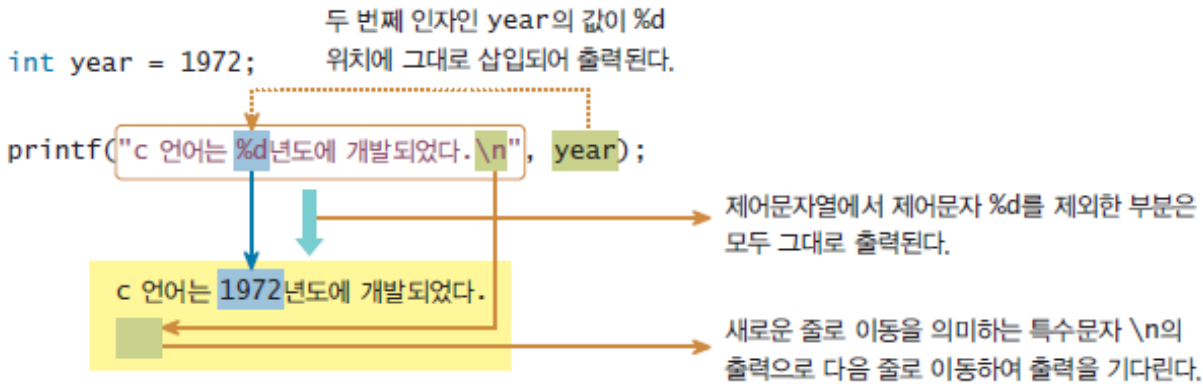 두 번째 인자인 year의 값이 %d
위치에 그대로 삽입되어 출력된다.
int year = 1972;
printf("c 언어는 %d년도에 개발되었다.\n", year);
제어문자열에서 제어문자 %d를 제외한 부분은
모두 그대로 출력된다.
c 언어는 1972년도에 개발되었다.
새로운 줄로 이동을 의미하는 특수문자 \n의
출력으로 다음 줄로 이동하여 출력을 기다린다.